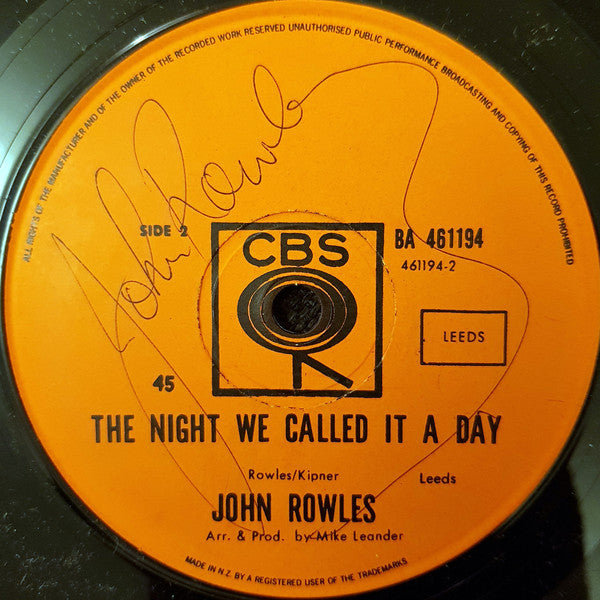 ALL RIGHTS OF THE MANUFACTURER AND OF THE OWNER OF THE RECORDED WORK RESERVED UNAUTHORISED PUBLIC PERFORMANCE BROADCASTING AND COPYING OF THIS RECORD PROHIBITED
John Rowles
SIDE 2
CBS
BA 461194
461194-2
LEEDS
45
THE NIGHT WE CALLED IT A DAY
Rowles/Kipner
Leeds
JOHN ROWLES
Arr. & Prod. by Mike Leander
MADE IN N.Z. BY A REGISTERED USER OF THE TRADEMARKS